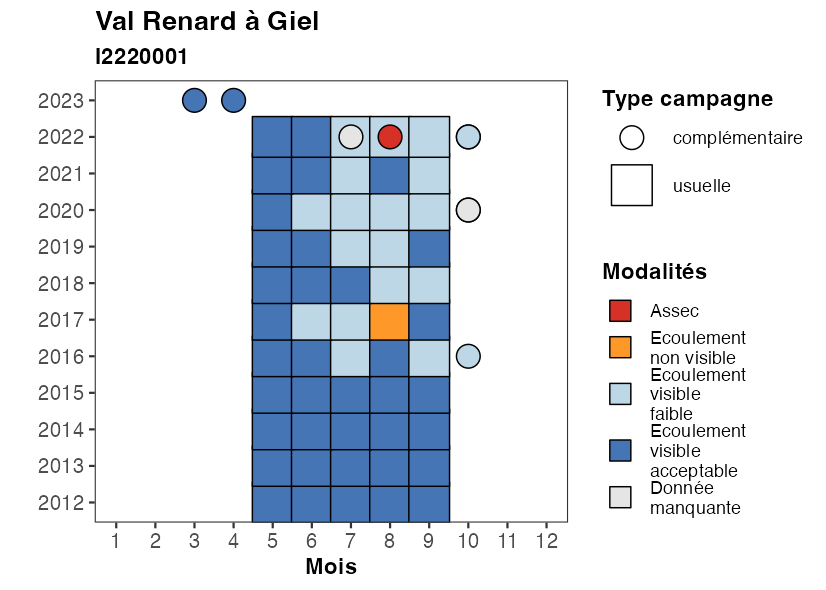 Val Renard à Giel
I2220001
2023
2022
2021
2020
2019
2018
2017
2016
2015
2014
2013
2012
1 2 3 4 5 6 7 8 9 10 11 12
Mois
Type campagne
complémentaire
usuelle
Modalités
Assec
Ecoulement
non visible
Ecoulement
visible
faible
Ecoulement
visible
acceptable
Donnée
manquante